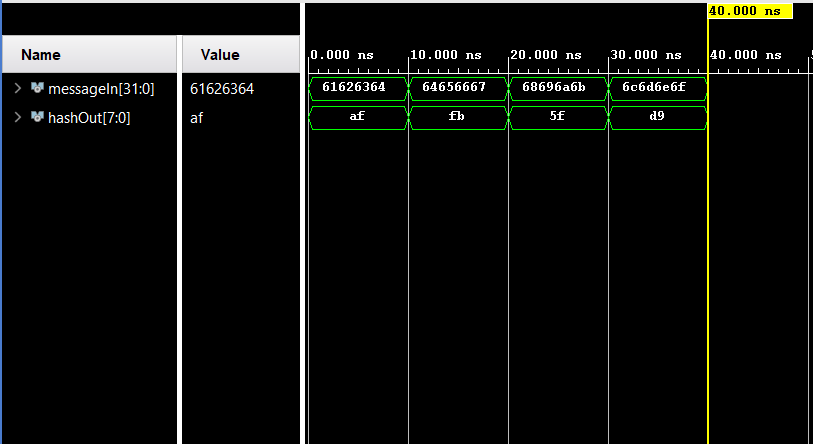 40.000 ns
Name Value
0.000 ns 10.000 ns 20.000 ns 30.000 ns 40.000 ns
messageIn[31:0] 61626364 61626364 64656667 68696a6b 6c6d6e6f
hashOut[7:0] af af fb 5f d9